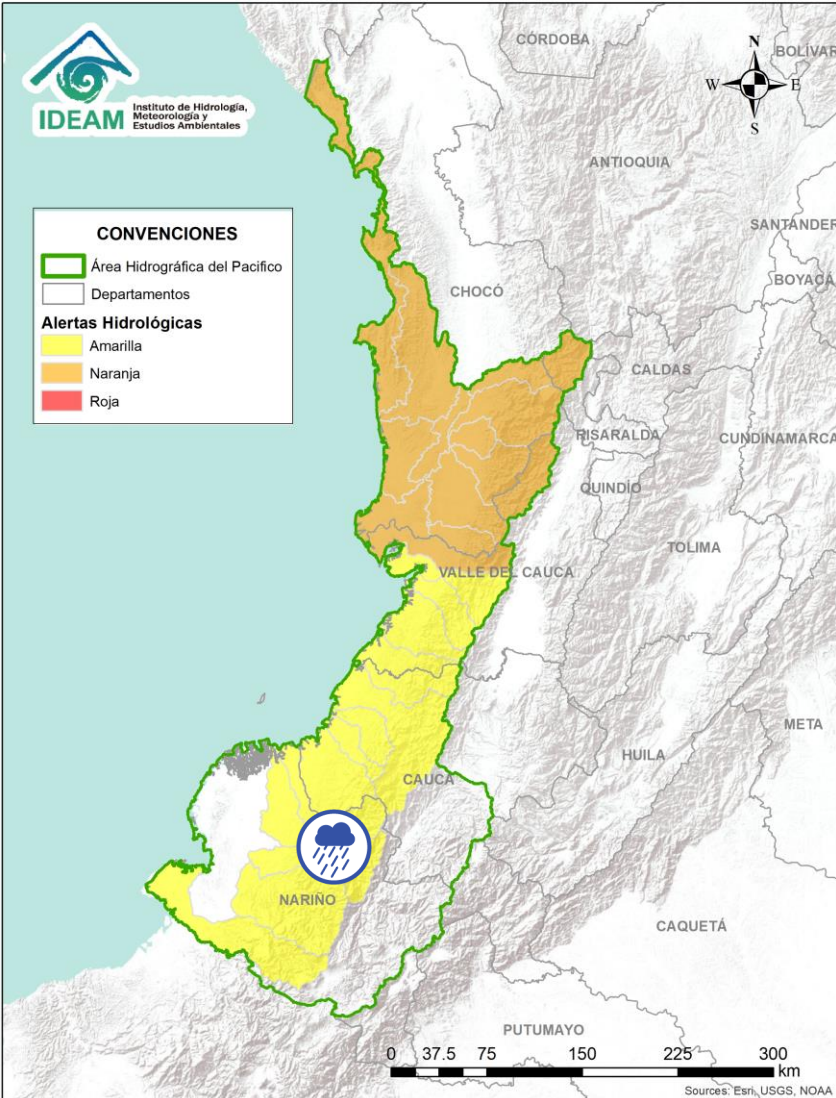 IDEAM
Instituto de Hidrología,
Meteorología y
Estudios Ambientales
N
W
E
S
CONVENCIONES
Área Hidrográfica del Pacifico
Departamentos
Alertas Hidrológicas
Amarilla
Naranja
Roja
CÓRDOBA
BOLÍVAR
ANTIOQUIA
SANTANDER
BOYACÁ
CHOCÓ
CALDAS
RISARALDA
CUNDINAMARCA
QUINDÍO
TOLIMA
VALLE DEL CAUCA
META
HUILA
CAUCA
NARIÑO
CAQUETÁ
PUTUMAYO
0 37.5 75 150 225 300
km
Sources: Esri, USGS, NOAA